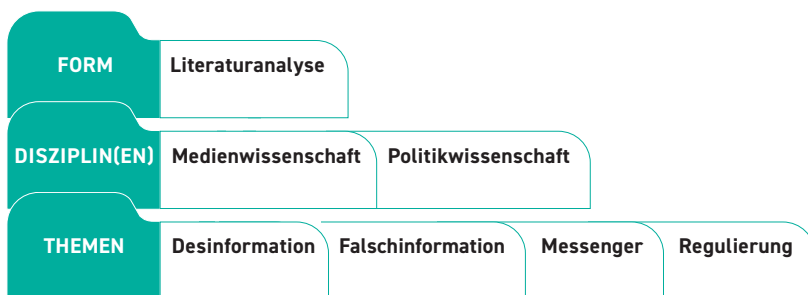 FORM Literaturanalyse
DISZIPLIN(EN) Medienwissenschaft Politikwissenschaft
THEMEN Desinformation Falschinformation Messenger Regulierung